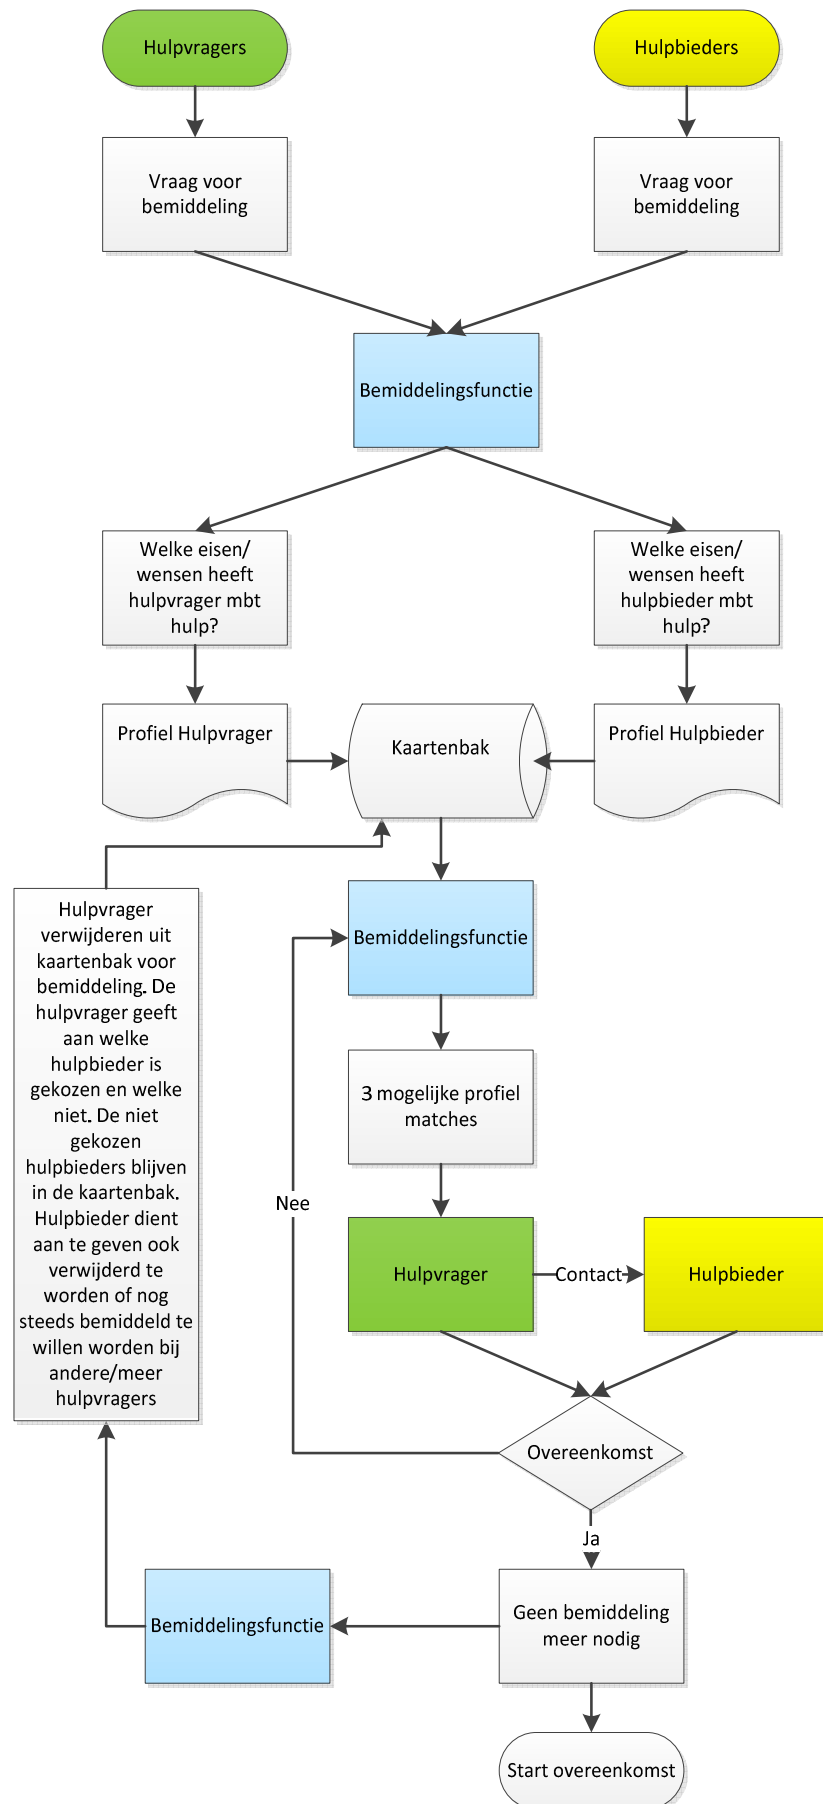 Hulpvragers
Hulpbieders
Vraag voor
bemiddeling
Vraag voor
bemiddeling
Bemiddelingsfunctie
Welke eisen/
wensen heeft
hulpvrager mbt
hulp?
Welke eisen/
wensen heeft
hulpbieder mbt
hulp?
Profiel Hulpvrager
Kaartenbak
Profiel Hulpbieder
Hulpvrager
verwijderen uit
kaartenbak voor
bemiddeling. De
hulpvrager geeft
aan welke
hulpbieder is
gekozen en welke
niet. De niet
gekozen
hulpbieders blijven
in de kaartenbak.
Hulpbieder dient
aan te geven ook
verwijderd te
worden of nog
steeds bemiddeld te
willen worden bij
andere/meer
hulpvragers
Bemiddelingsfunctie
3 mogelijke profiel
matches
Nee
Hulpvrager
Contact
Hulpbieder
Overeenkomst
Ja
Bemiddelingsfunctie
Geen bemiddeling
meer nodig
Start overeenkomst